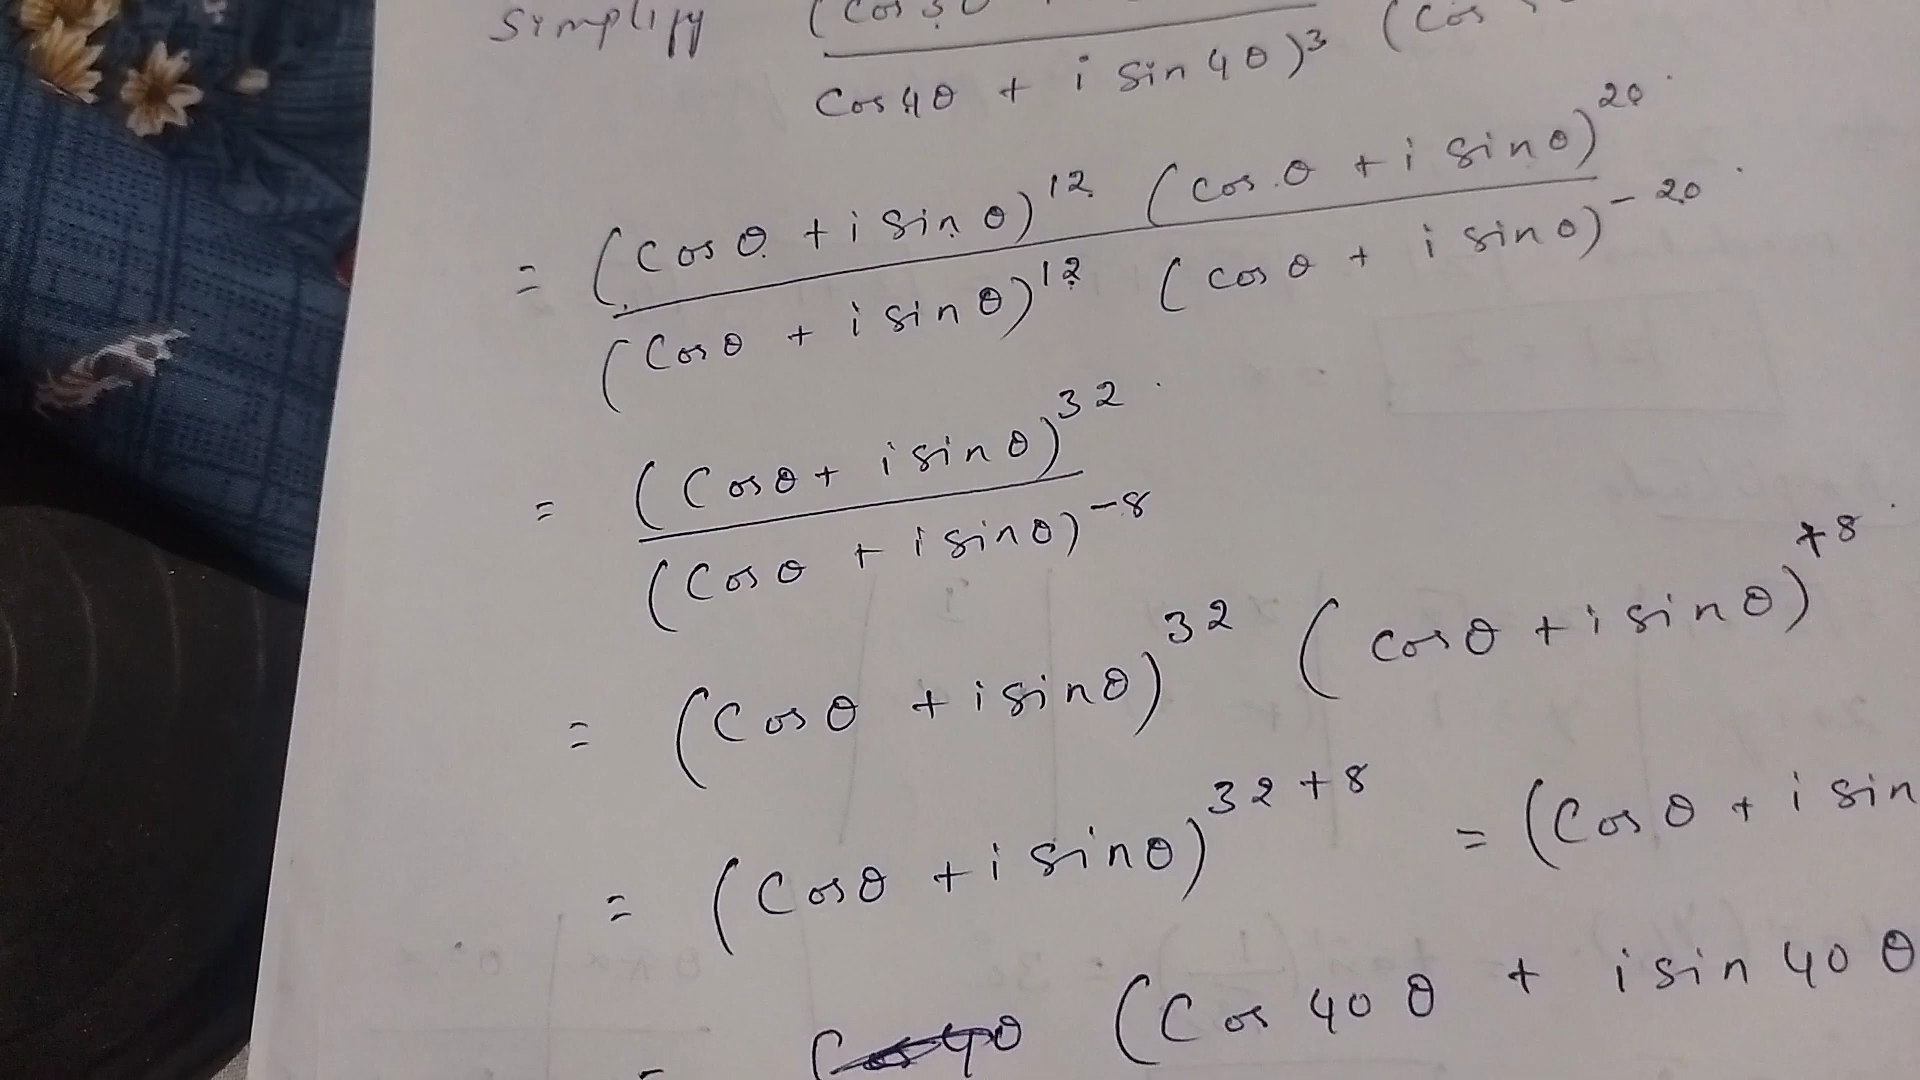 Simplify (Cos 3θ
Cos 4θ + i sin 4θ)³ (Cos
= (Cos θ + i sin θ)¹² (cos θ + i sin θ)²⁰
(Cos θ + i sin θ)¹² (cos θ + i sin θ)⁻²⁰
= (Cos θ + i sin θ)³²
(Cos θ + i sin θ)⁻⁸
= (Cos θ + i sin θ)³² (cos θ + i sin θ)⁺⁸
= (Cos θ + i sin θ)³²⁺⁸ = (Cos θ + i sin
= (Cos 40 θ + i sin 40 θ